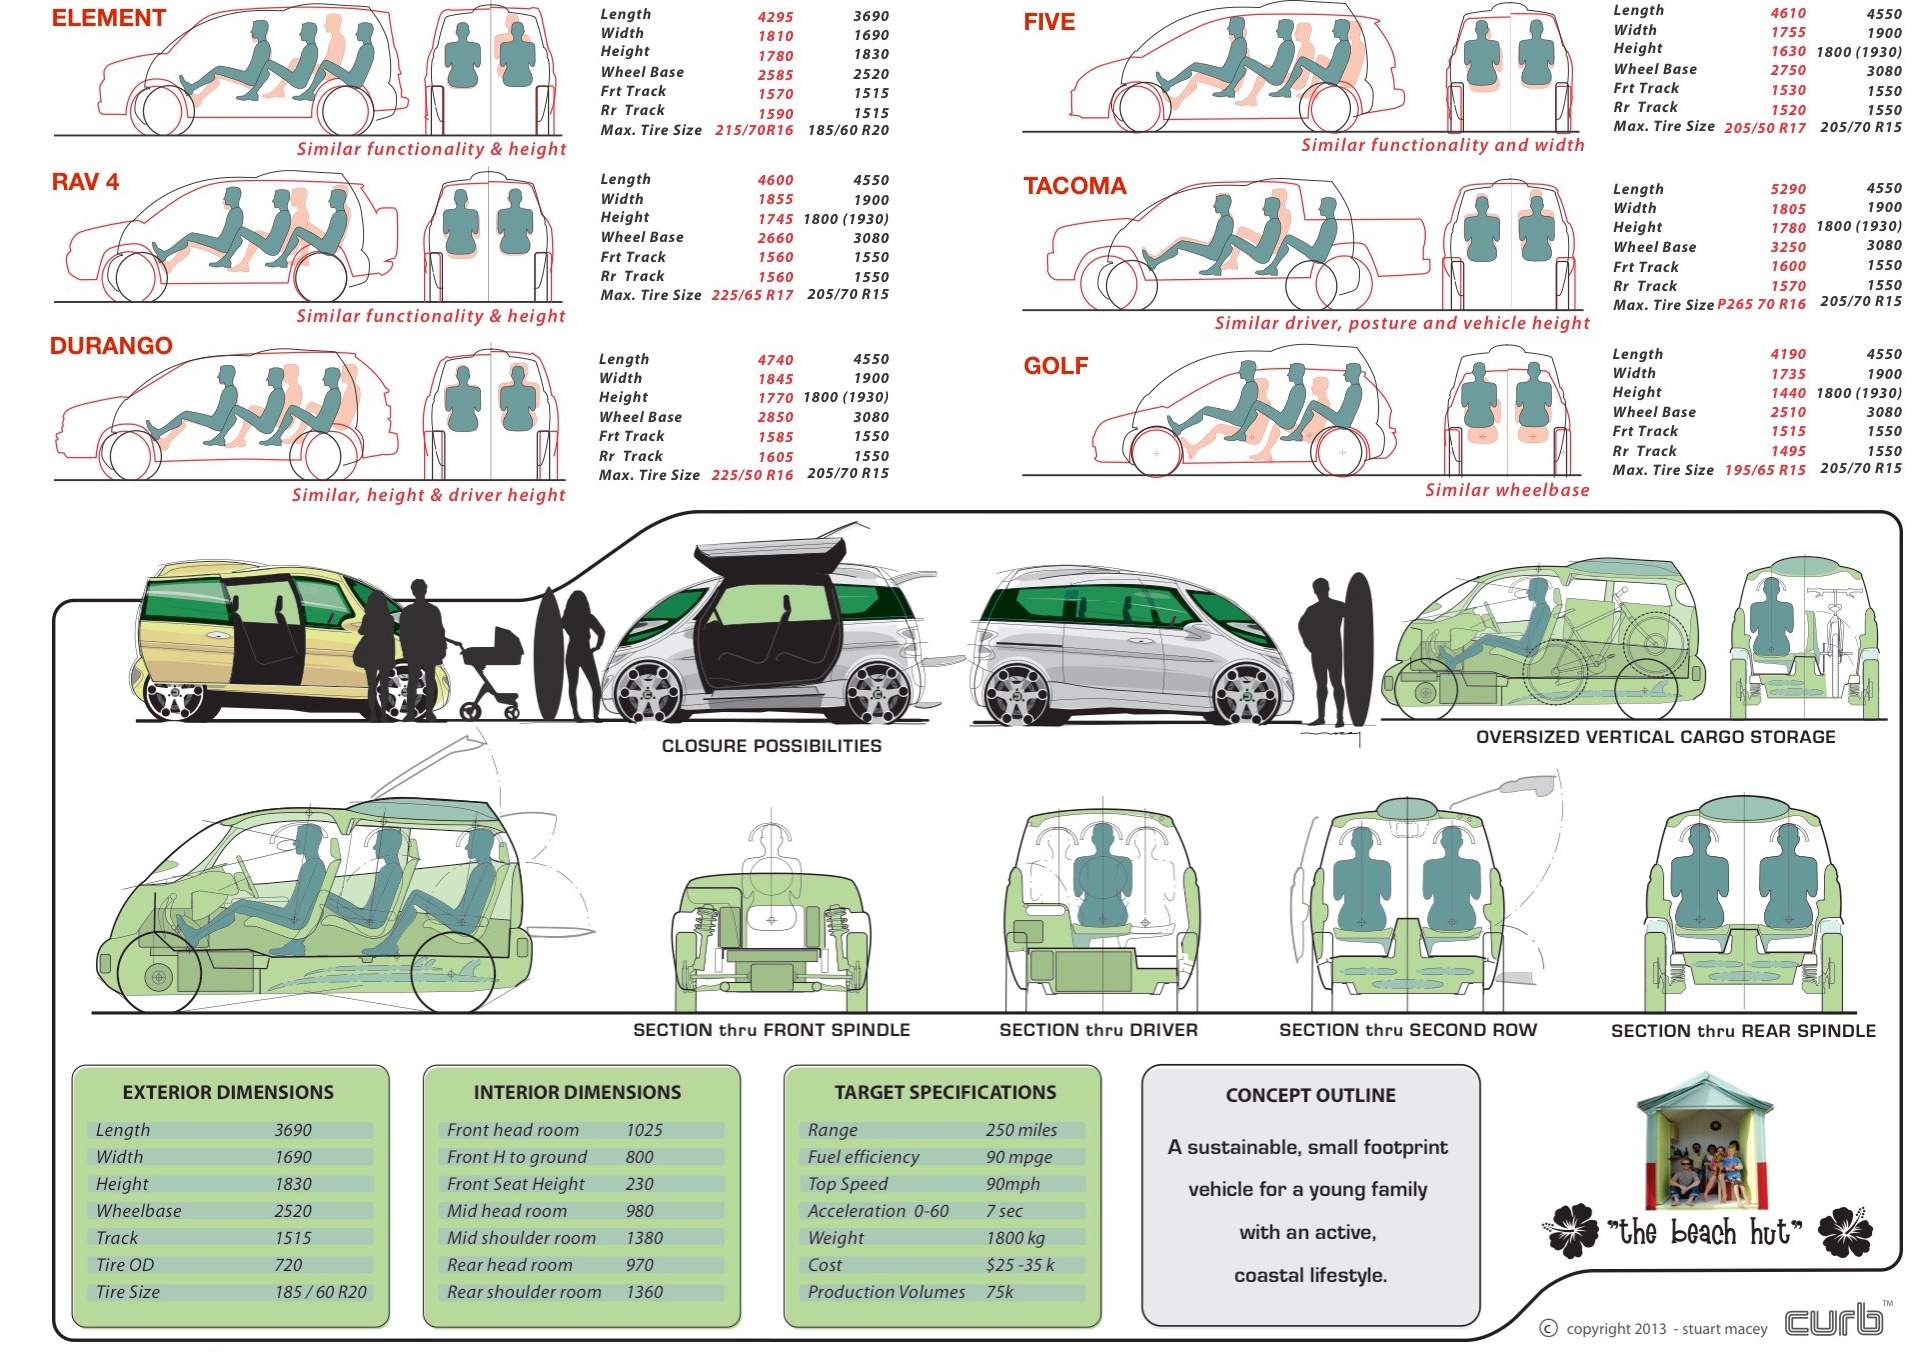 ELEMENT
Length 4295 3690
Width 1810 1690
Height 1780 1830
Wheel Base 2585 2520
Frt Track 1570 1515
Rr Track 1590 1515
Max. Tire Size 215/70R16 185/60 R20
Similar functionality & height
RAV 4
Length 4600 4550
Width 1855 1900
Height 1745 1800 (1930)
Wheel Base 2660 3080
Frt Track 1560 1550
Rr Track 1560 1550
Max. Tire Size 225/65 R17 205/70 R15
Similar functionality & height
DURANGO
Length 4740 4550
Width 1845 1900
Height 1770 1800 (1930)
Wheel Base 2850 3080
Frt Track 1585 1550
Rr Track 1605 1550
Max. Tire Size 225/50 R16 205/70 R15
Similar, height & driver height
FIVE
Length 4610 4550
Width 1755 1900
Height 1630 1800 (1930)
Wheel Base 2750 3080
Frt Track 1530 1550
Rr Track 1520 1550
Max. Tire Size 205/50 R17 205/70 R15
Similar functionality and width
TACOMA
Length 5290 4550
Width 1805 1900
Height 1780 1800 (1930)
Wheel Base 3250 3080
Frt Track 1600 1550
Rr Track 1570 1550
Max. Tire Size P265 70 R16 205/70 R15
Similar driver, posture and vehicle height
GOLF
Length 4190 4550
Width 1735 1900
Height 1440 1800 (1930)
Wheel Base 2510 3080
Frt Track 1515 1550
Rr Track 1495 1550
Max. Tire Size 195/65 R15 205/70 R15
Similar wheelbase
CLOSURE POSSIBILITIES
OVERSIZED VERTICAL CARGO STORAGE
SECTION thru FRONT SPINDLE
SECTION thru DRIVER
SECTION thru SECOND ROW
SECTION thru REAR SPINDLE
EXTERIOR DIMENSIONS
Length 3690
Width 1690
Height 1830
Wheelbase 2520
Track 1515
Tire OD 720
Tire Size 185 / 60 R20
INTERIOR DIMENSIONS
Front head room 1025
Front H to ground 800
Front Seat Height 230
Mid head room 980
Mid shoulder room 1380
Rear head room 970
Rear shoulder room 1360
TARGET SPECIFICATIONS
Range 250 miles
Fuel efficiency 90 mpge
Top Speed 90mph
Acceleration 0-60 7 sec
Weight 1800 kg
Cost $25 -35 k
Production Volumes 75k
CONCEPT OUTLINE
A sustainable, small footprint
vehicle for a young family
with an active,
coastal lifestyle.
"the beach hut"
© copyright 2013 - stuart macey
curb™